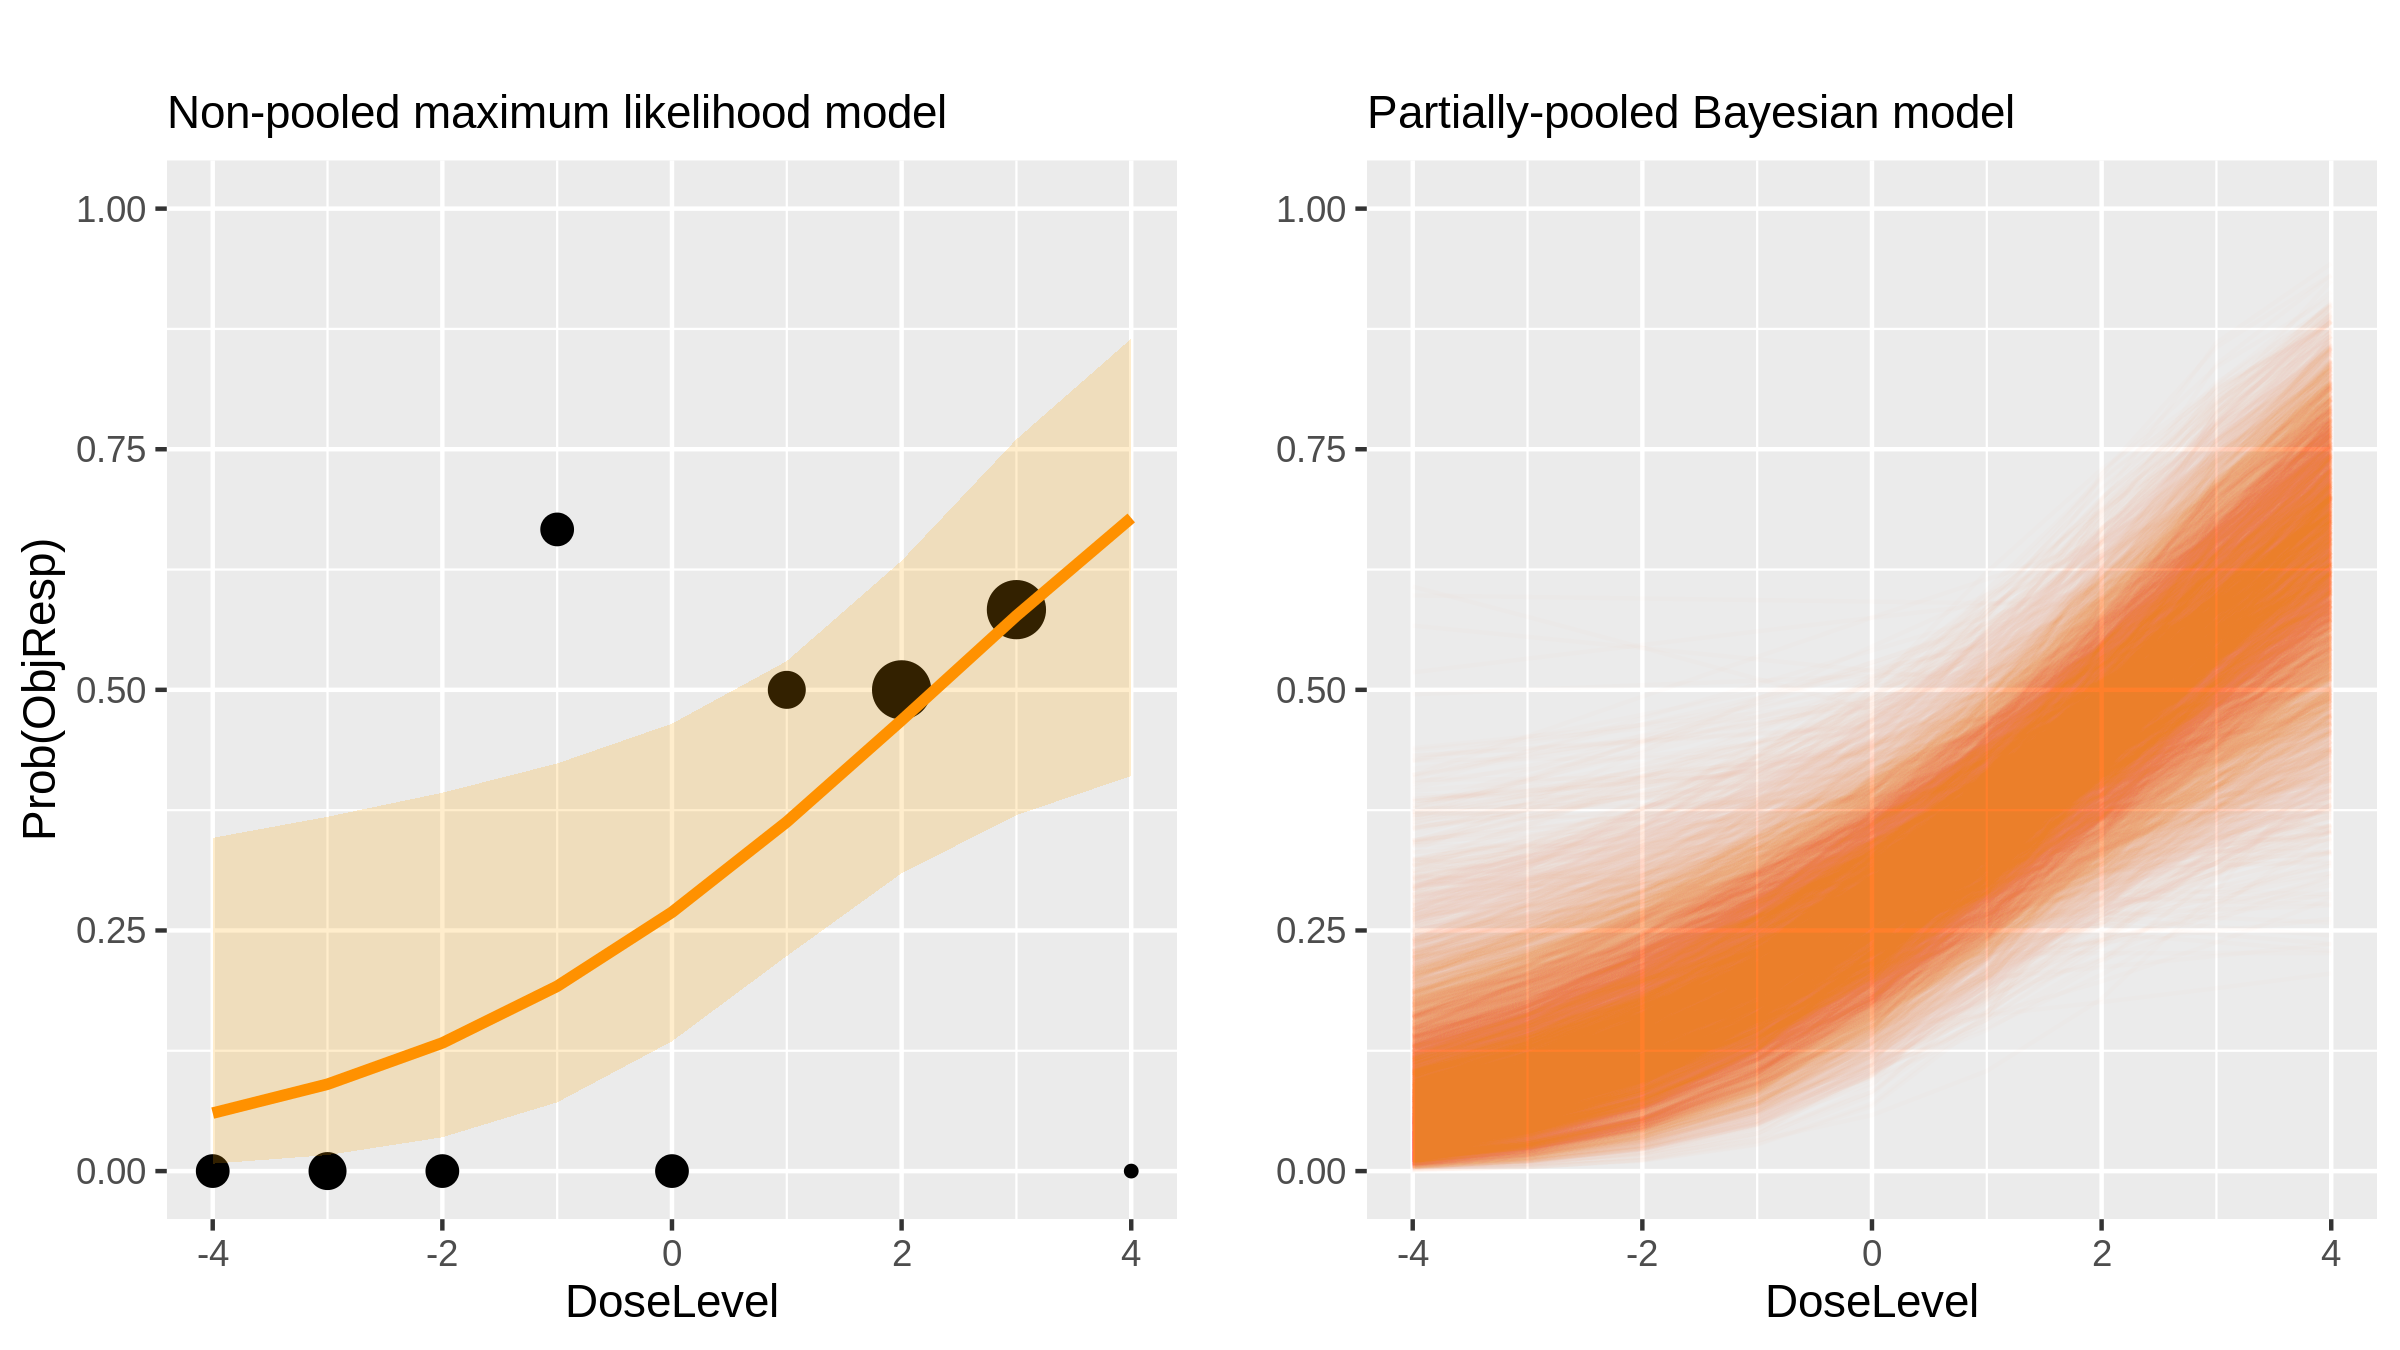 Non-pooled maximum likelihood model
Prob(ObjResp)
1.00
0.75
0.50
0.25
0.00
-4 -2 0 2 4
DoseLevel
Partially-pooled Bayesian model
1.00
0.75
0.50
0.25
0.00
-4 -2 0 2 4
DoseLevel